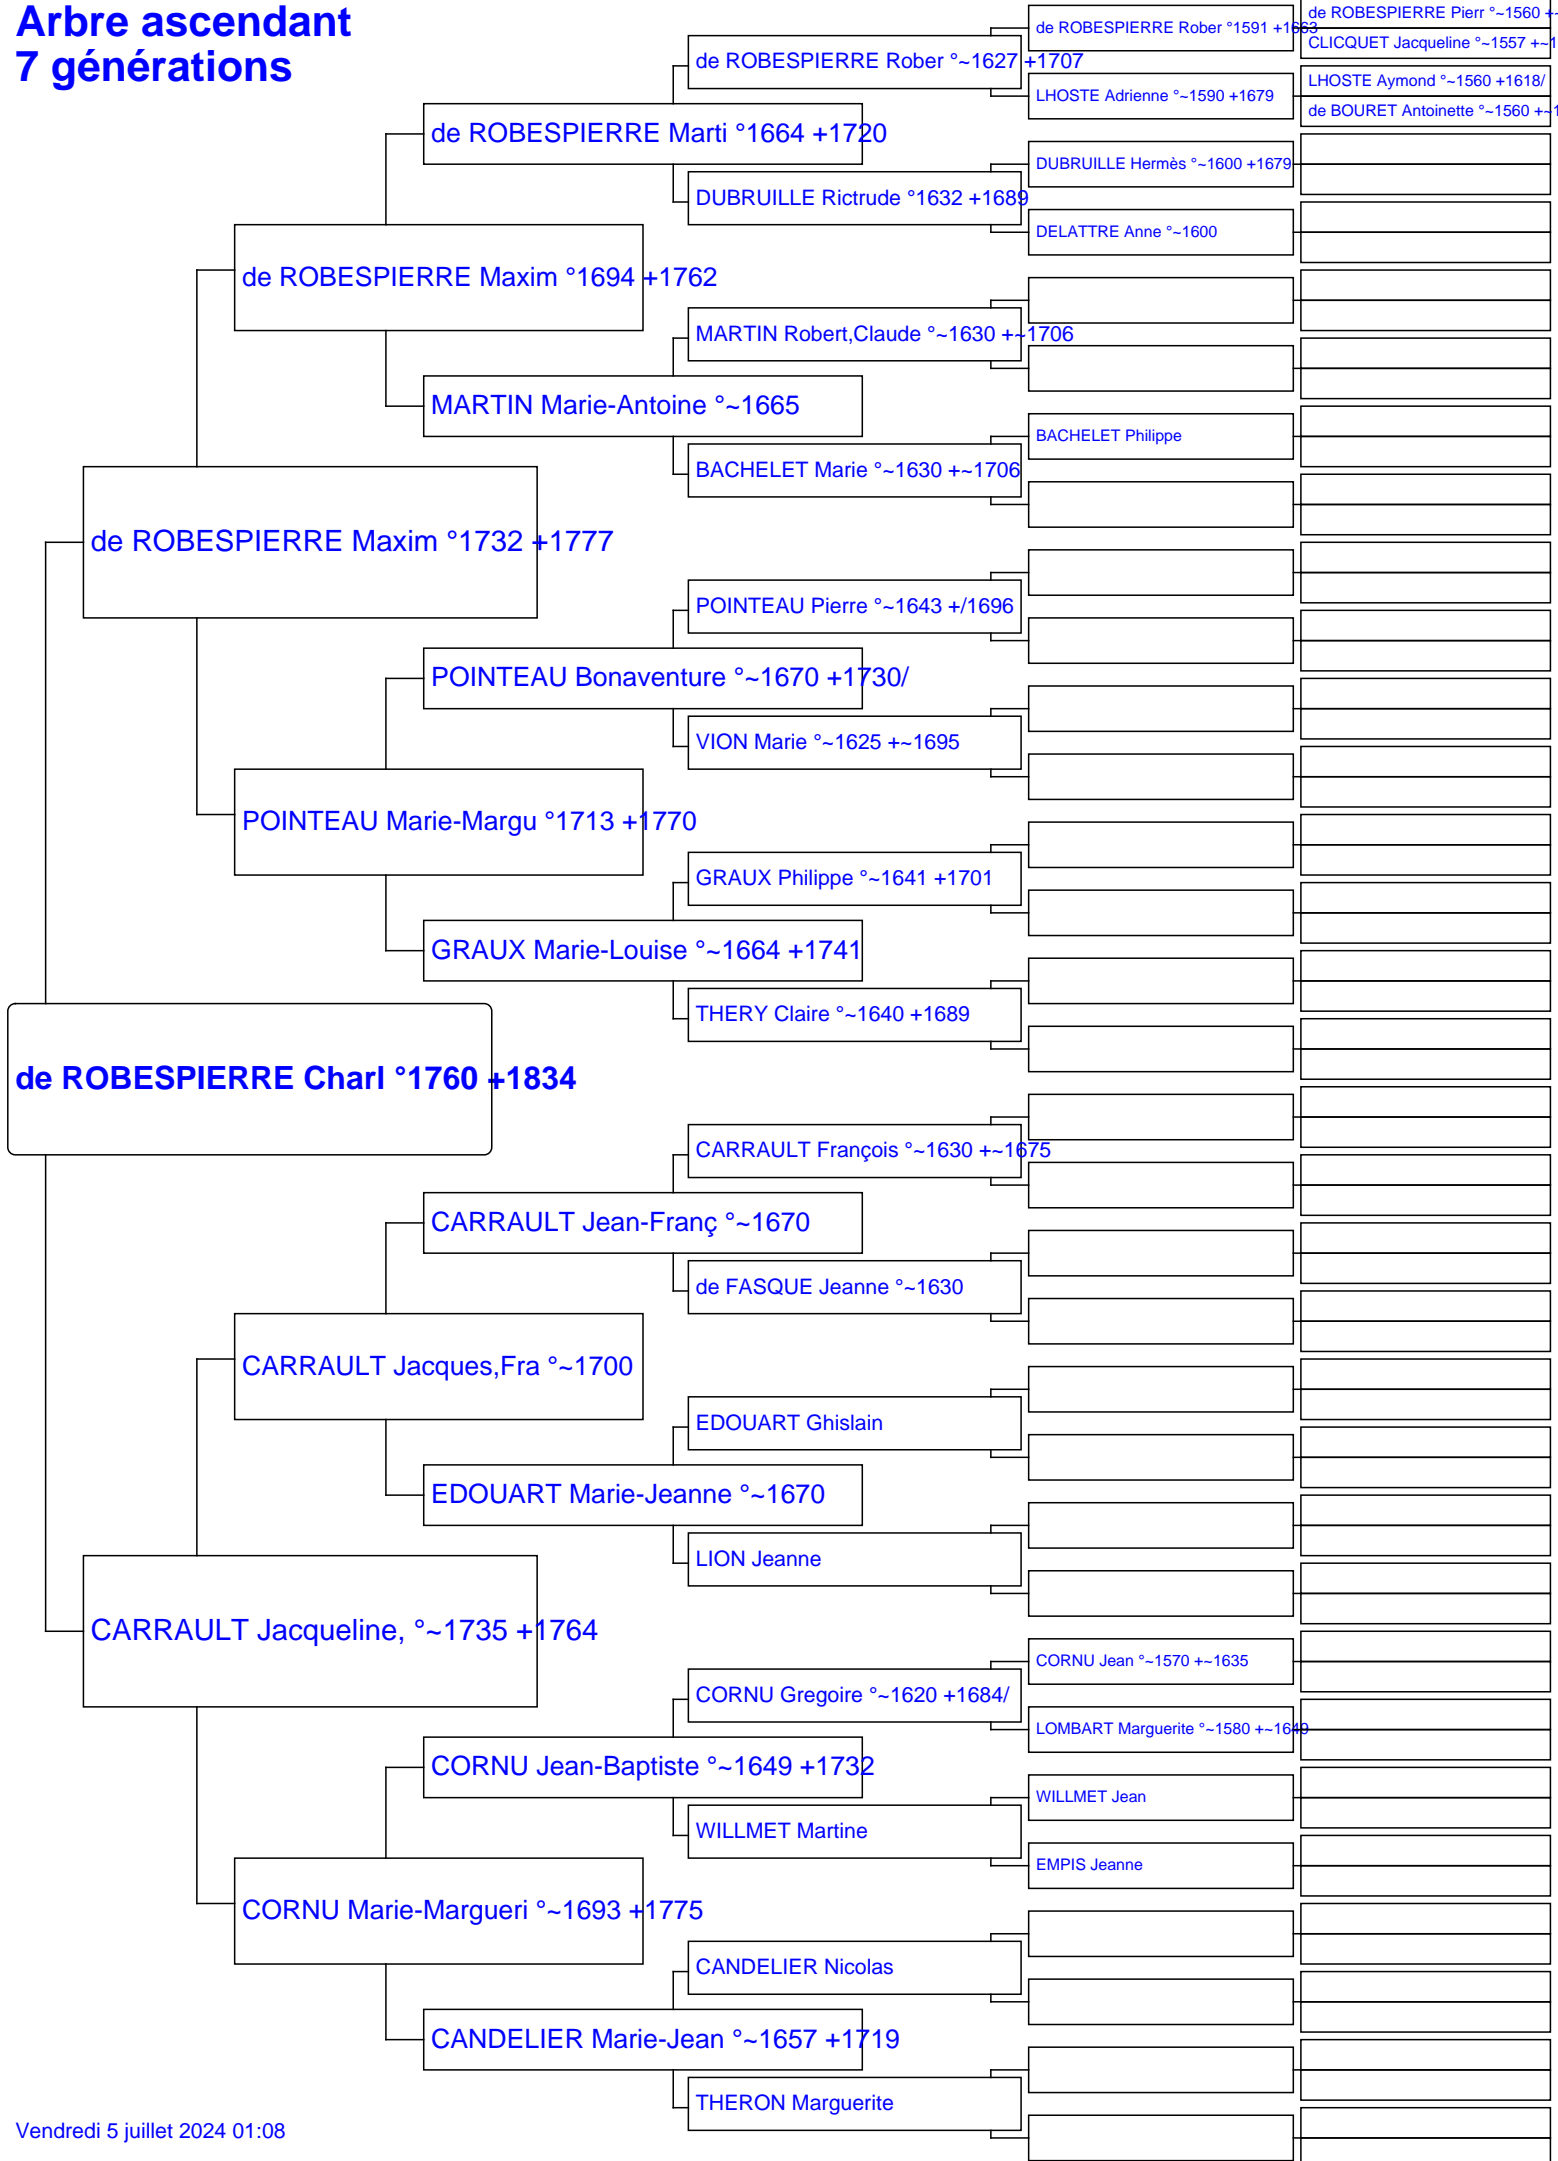 Arbre ascendant
7 générations
de ROBESPIERRE Pierr °~1560 +~
de ROBESPIERRE Rober °1591 +1663
CLICQUET Jacqueline °~1557 +~1
de ROBESPIERRE Rober °~1627 +1707
LHOSTE Aymond °~1560 +1618/
LHOSTE Adrienne °~1590 +1679
de BOURET Antoinette °~1560 +~1
de ROBESPIERRE Marti °1664 +1720
DUBRUILLE Hermès °~1600 +1679
DUBRUILLE Rictrude °1632 +1689
DELATTRE Anne °~1600
de ROBESPIERRE Maxim °1694 +1762
MARTIN Robert,Claude °~1630 +~1706
MARTIN Marie-Antoine °~1665
BACHELET Philippe
BACHELET Marie °~1630 +~1706
de ROBESPIERRE Maxim °1732 +1777
POINTEAU Pierre °~1643 +/1696
POINTEAU Bonaventure °~1670 +1730/
VION Marie °~1625 +~1695
POINTEAU Marie-Margu °1713 +1770
GRAUX Philippe °~1641 +1701
GRAUX Marie-Louise °~1664 +1741
THERY Claire °~1640 +1689
de ROBESPIERRE Charl °1760 +1834
CARRAULT François °~1630 +~1675
CARRAULT Jean-Franç °~1670
de FASQUE Jeanne °~1630
CARRAULT Jacques,Fra °~1700
EDOUART Ghislain
EDOUART Marie-Jeanne °~1670
LION Jeanne
CARRAULT Jacqueline, °~1735 +1764
CORNU Jean °~1570 +~1635
CORNU Gregoire °~1620 +1684/
LOMBART Marguerite °~1580 +~1649
CORNU Jean-Baptiste °~1649 +1732
WILLMET Jean
WILLMET Martine
EMPIS Jeanne
CORNU Marie-Margueri °~1693 +1775
CANDELIER Nicolas
CANDELIER Marie-Jean °~1657 +1719
THERON Marguerite
Vendredi 5 juillet 2024 01:08